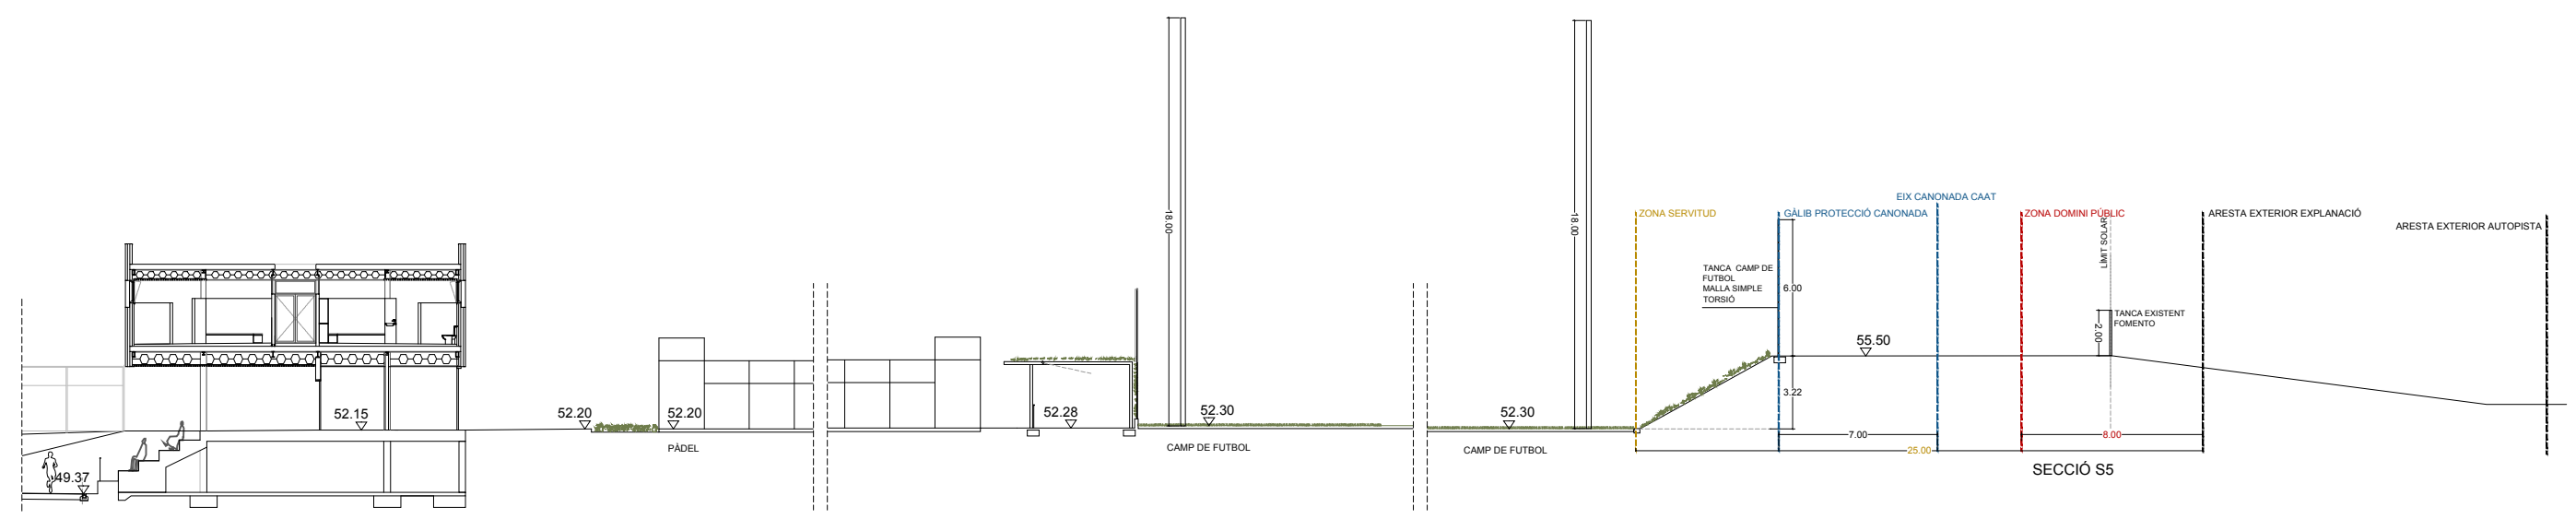 18.00
18.00
EIX CANONADA CAAT
ZONA SERVITUD
GÀLIB PROTECCIÓ CANONADA
ZONA DOMINI PÚBLIC
ARESTA EXTERIOR EXPLANACIÓ
ARESTA EXTERIOR AUTOPISTA
LÍMIT SOLAR
TANCA CAMP DE
FUTBOL
MALLA SIMPLE
TORSIÓ
6.00
TANCA EXISTENT
FOMENTO
2.00
55.50
3.22
52.15
52.20
52.20
52.28
52.30
52.30
7.00
8.00
PÀDEL
CAMP DE FUTBOL
CAMP DE FUTBOL
25.00
49.37
SECCIÓ S5